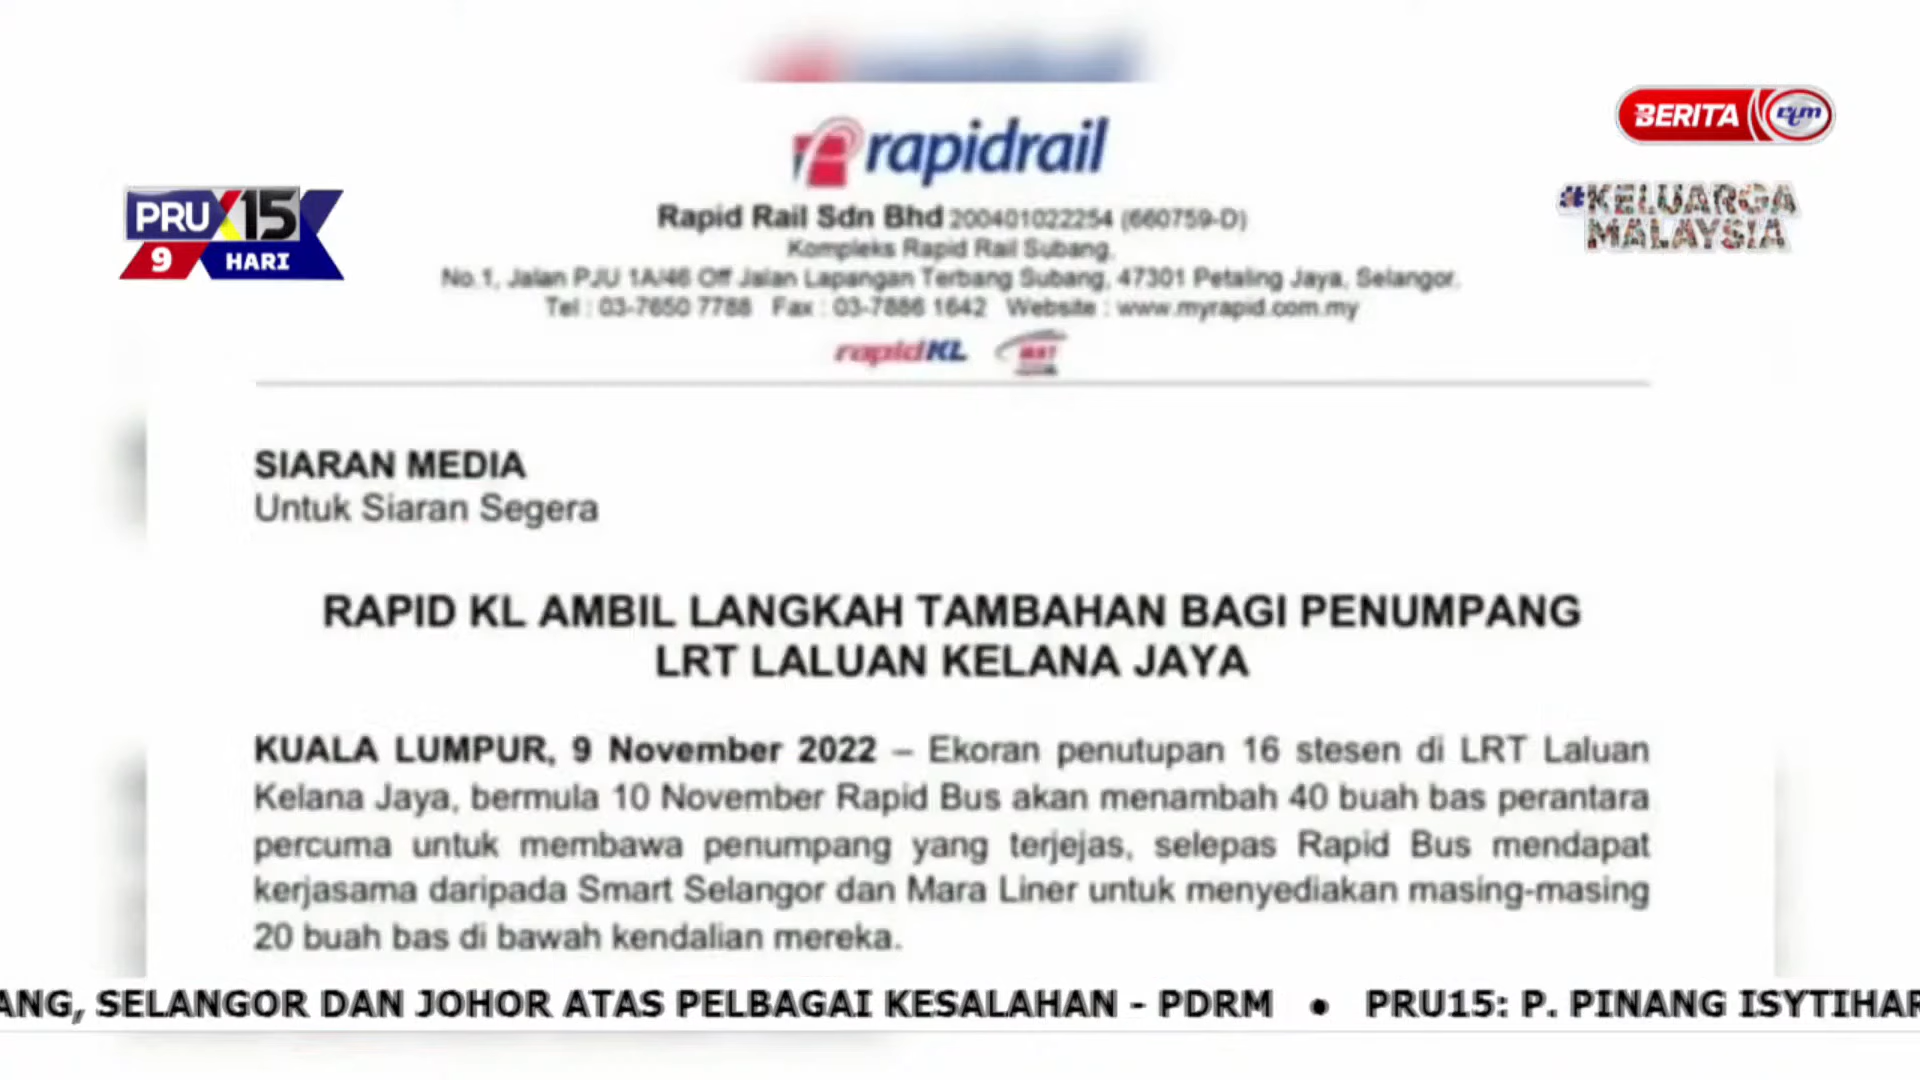 rapidrail
BERITA rtm
PRU 15
9 HARI
#KELUARGA
MALAYSIA
Rapid Rail Sdn Bhd 200401022254 (660759-D)
Kompleks Rapid Rail Subang,
No.1, Jalan PJU 1A/46 Off Jalan Lapangan Terbang Subang, 47301 Petaling Jaya, Selangor.
Tel : 03-7650 7788 Fax : 03-7886 1642 Website : www.myrapid.com.my
rapidKL
SIARAN MEDIA
Untuk Siaran Segera
RAPID KL AMBIL LANGKAH TAMBAHAN BAGI PENUMPANG
LRT LALUAN KELANA JAYA
KUALA LUMPUR, 9 November 2022 – Ekoran penutupan 16 stesen di LRT Laluan
Kelana Jaya, bermula 10 November Rapid Bus akan menambah 40 buah bas perantara
percuma untuk membawa penumpang yang terjejas, selepas Rapid Bus mendapat
kerjasama daripada Smart Selangor dan Mara Liner untuk menyediakan masing-masing
20 buah bas di bawah kendalian mereka.
ANG, SELANGOR DAN JOHOR ATAS PELBAGAI KESALAHAN - PDRM • PRU15: P. PINANG ISYTIHAR